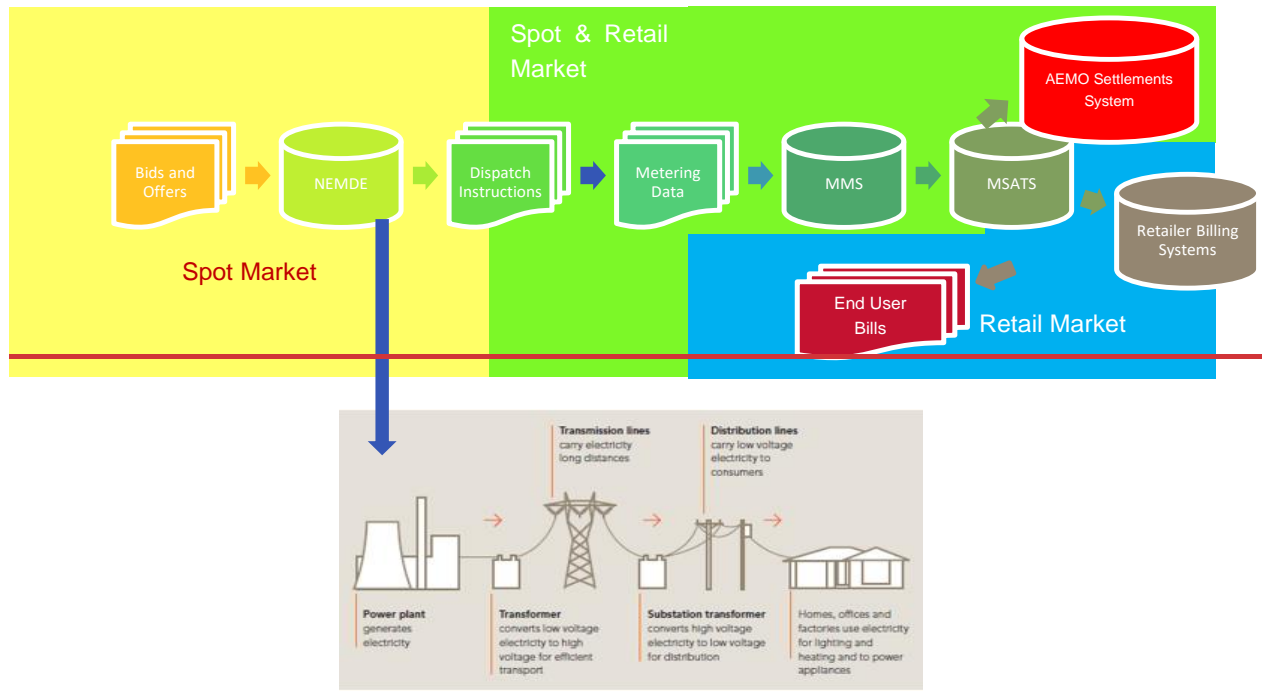 Spot & Retail
Market
AEMO Settlements
System
Bids and
Offers
NEMDE
Dispatch
Instructions
Metering
Data
MMS
MSATS
Retailer Billing
Systems
Spot Market
End User
Bills
Retail Market
Transmission lines
carry electricity
long distances
Distribution lines
carry low voltage
electricity to
consumers
Power plant
generates
electricity
Transformer
converts low voltage
electricity to high
voltage for efficient
transport
Substation transformer
converts high voltage
electricity to low voltage
for distribution
Homes, offices and
factories use electricity
for lighting and
heating and to power
appliances